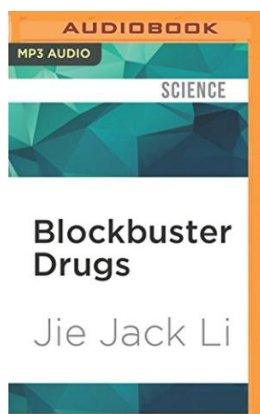 AUDIOBOOK
MP3 AUDIO
SCIENCE
Blockbuster
Drugs
Jie Jack Li